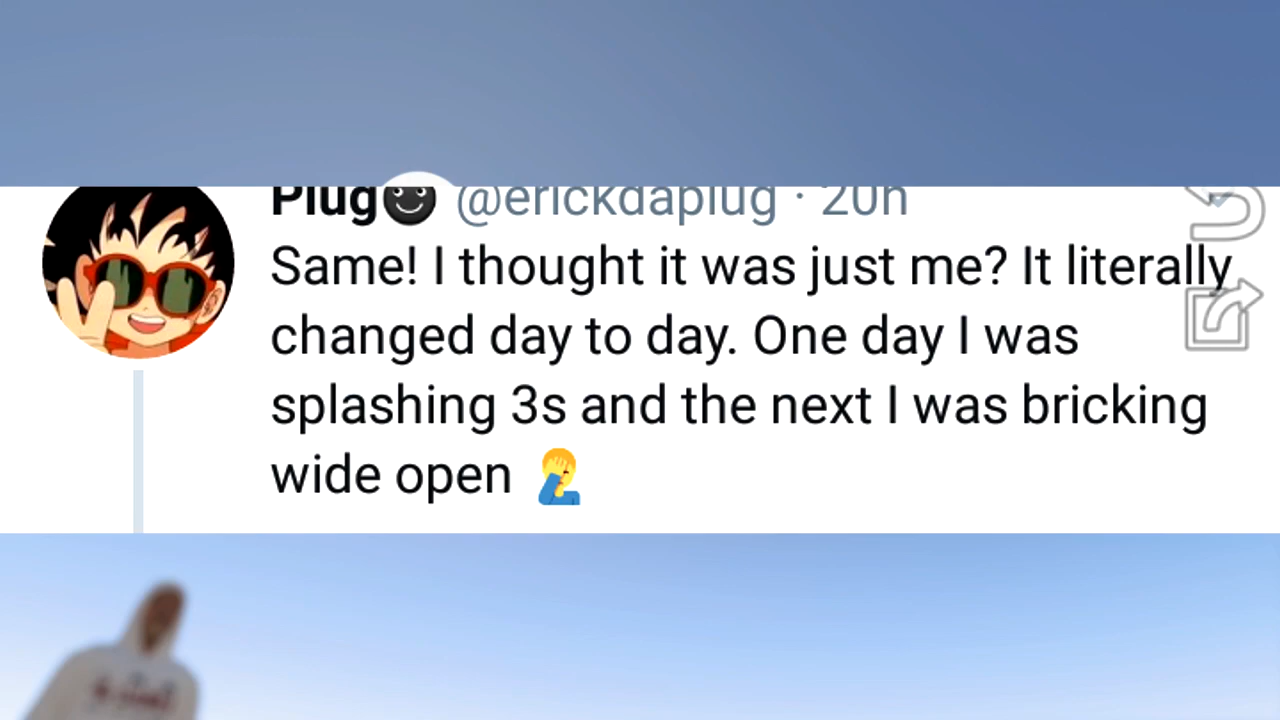 Plug🌚 @erickdaplug · 20h
Same! I thought it was just me? It literally
changed day to day. One day I was
splashing 3s and the next I was bricking
wide open 🤦‍♂️